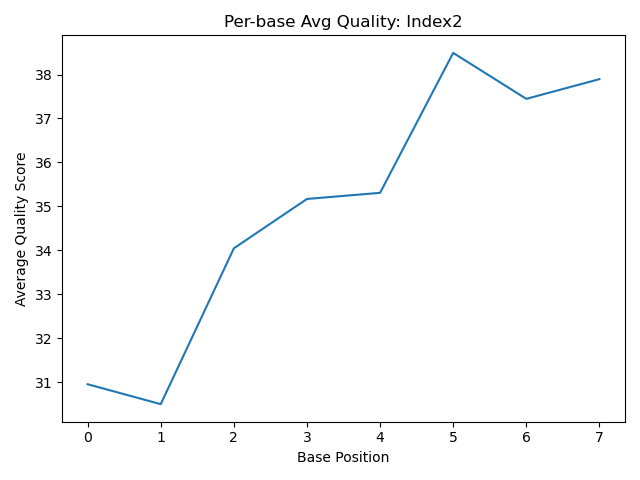 Per-base Avg Quality: Index2
38
37
36
35
34
33
32
31
Average Quality Score
0 1 2 3 4 5 6 7
Base Position